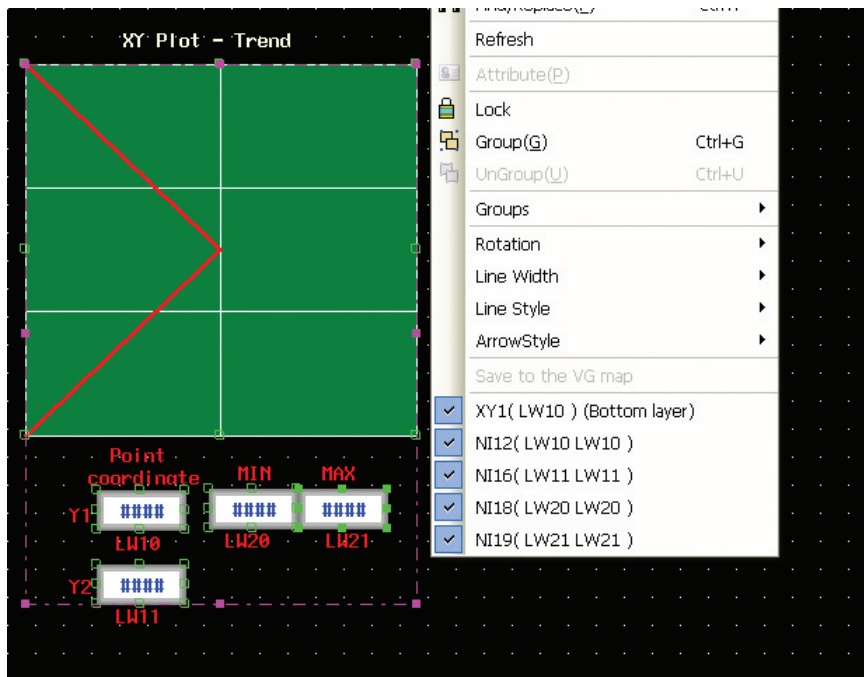 XY Plot - Trend
Refresh
Attribute(P)
Lock
Group(G) Ctrl+G
UnGroup(U) Ctrl+U
Groups
Rotation
Line Width
Line Style
ArrowStyle
Save to the VG map
XY1( LW10 ) (Bottom layer)
NI12( LW10 LW10 )
NI16( LW11 LW11 )
NI18( LW20 LW20 )
NI19( LW21 LW21 )
Point
coordinate MIN MAX
Y1 #### #### ####
LW10 LW20 LW21
Y2 ####
LW11